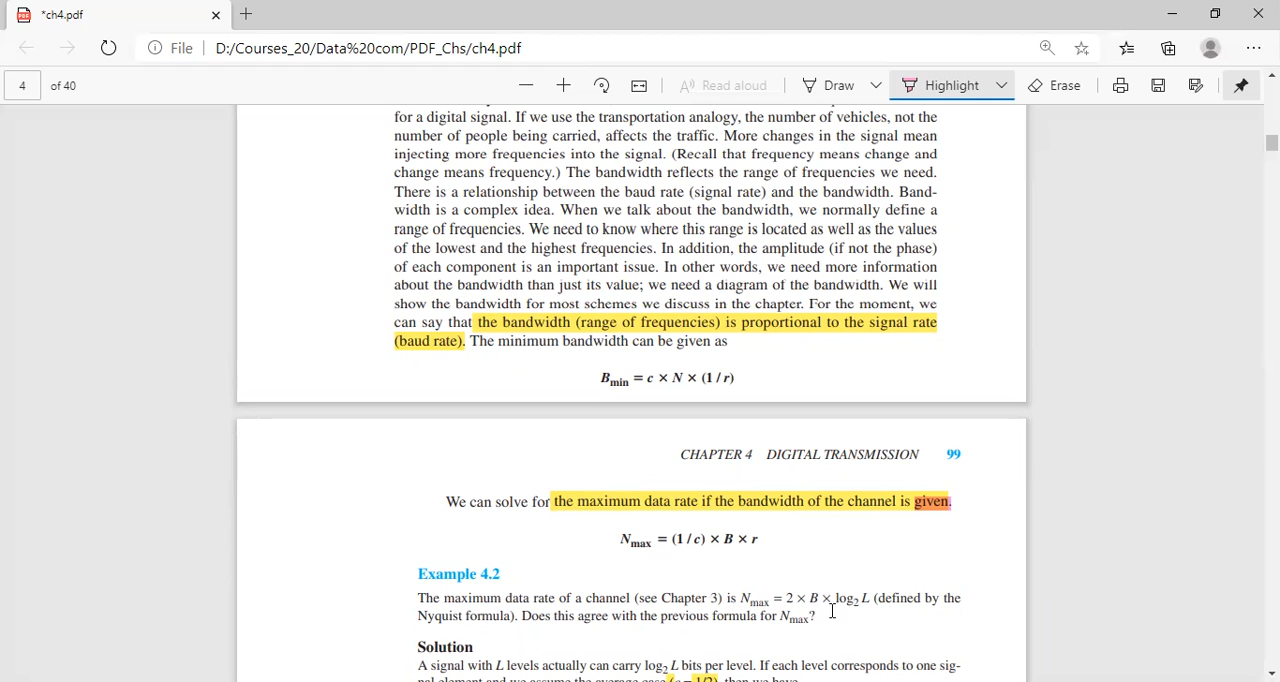 *ch4.pdf
File | D:/Courses_20/Data%20com/PDF_Chs/ch4.pdf
4 of 40 Read aloud Draw Highlight Erase
for a digital signal. If we use the transportation analogy, the number of vehicles, not the
number of people being carried, affects the traffic. More changes in the signal mean
injecting more frequencies into the signal. (Recall that frequency means change and
change means frequency.) The bandwidth reflects the range of frequencies we need.
There is a relationship between the baud rate (signal rate) and the bandwidth. Band-
width is a complex idea. When we talk about the bandwidth, we normally define a
range of frequencies. We need to know where this range is located as well as the values
of the lowest and the highest frequencies. In addition, the amplitude (if not the phase)
of each component is an important issue. In other words, we need more information
about the bandwidth than just its value; we need a diagram of the bandwidth. We will
show the bandwidth for most schemes we discuss in the chapter. For the moment, we
can say that the bandwidth (range of frequencies) is proportional to the signal rate
(baud rate). The minimum bandwidth can be given as
Bmin = c × N × (1 / r)
CHAPTER 4 DIGITAL TRANSMISSION 99
We can solve for the maximum data rate if the bandwidth of the channel is given.
Nmax = (1 / c) × B × r
Example 4.2
The maximum data rate of a channel (see Chapter 3) is Nmax = 2 × B × log2 L (defined by the
Nyquist formula). Does this agree with the previous formula for Nmax?
Solution
A signal with L levels actually can carry log2 L bits per level. If each level corresponds to one sig-
nal element and we assume the average case (c = 1/2), then we have